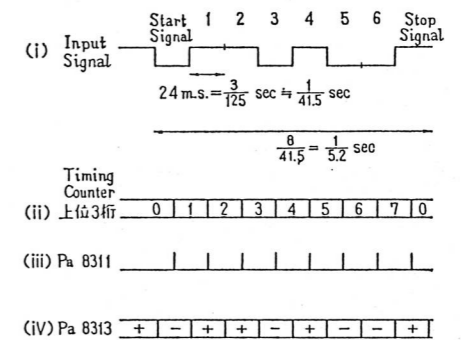 Start Signal 1 2 3 4 5 6 Stop Signal
(i) Input Signal
24 m.s. = 3/125 sec ≒ 1/41.5 sec
8/41.5 = 1/5.2 sec
Timing Counter
(ii) 上位3桁 0 1 2 3 4 5 6 7 0
(iii) Pa 8311
(iV) Pa 8313 + - + + - + - - +